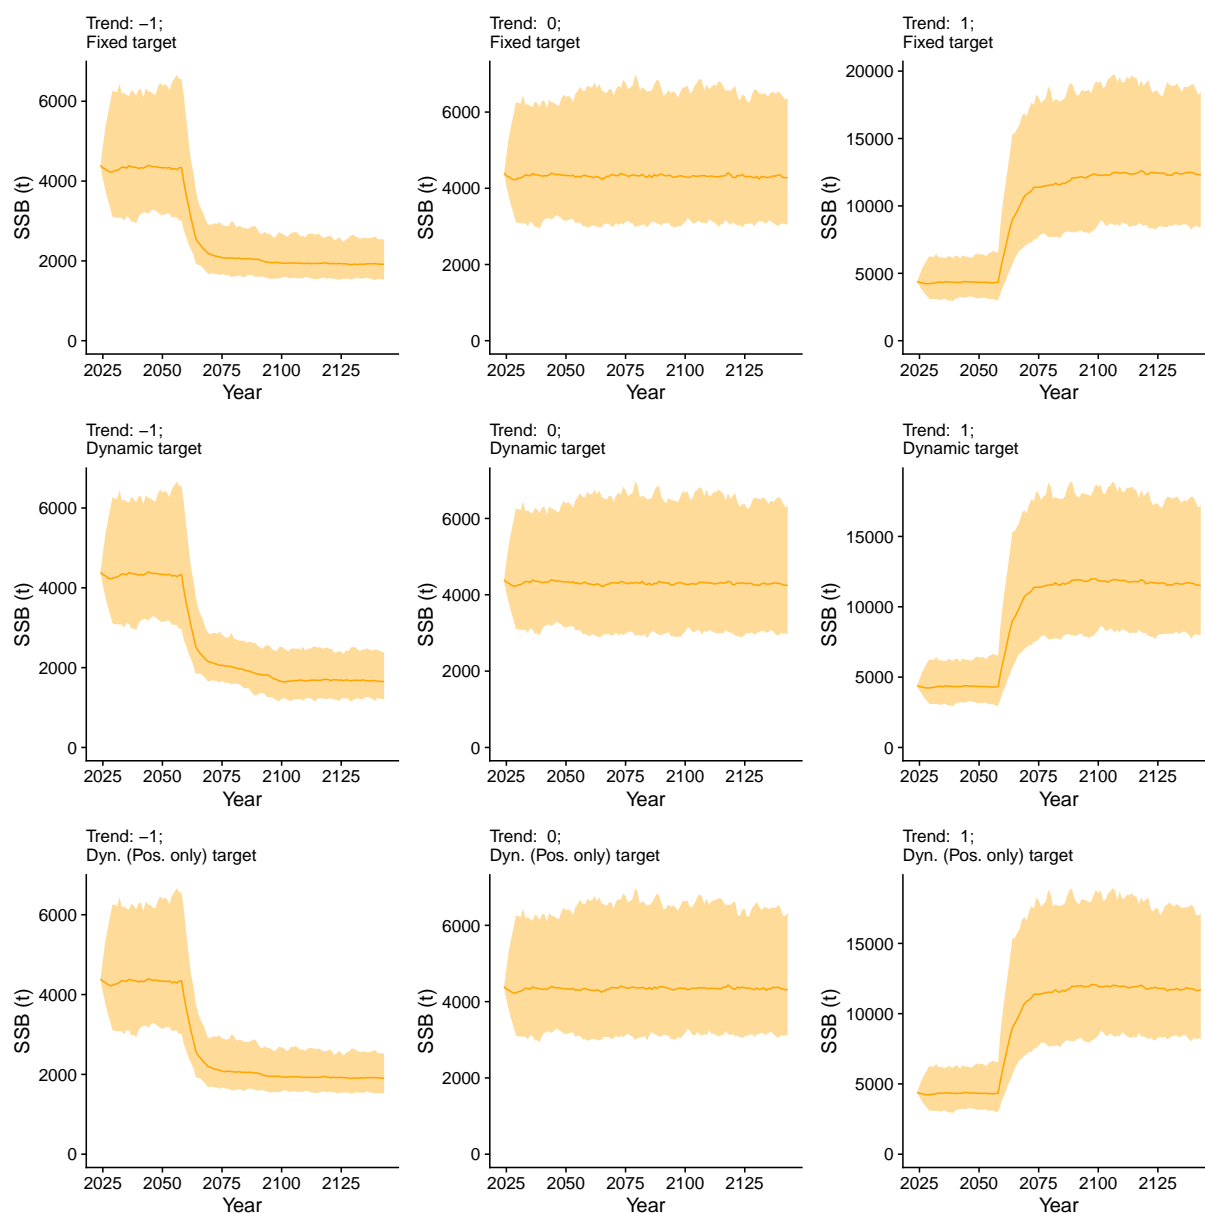 Trend: −1;
Fixed target
6000
4000
2000
0
SSB (t)
2025 2050 2075 2100 2125
Year
Trend:  0;
Fixed target
6000
4000
2000
0
SSB (t)
2025 2050 2075 2100 2125
Year
Trend:  1;
Fixed target
20000
15000
10000
5000
0
SSB (t)
2025 2050 2075 2100 2125
Year
Trend: −1;
Dynamic target
6000
4000
2000
0
SSB (t)
2025 2050 2075 2100 2125
Year
Trend:  0;
Dynamic target
6000
4000
2000
0
SSB (t)
2025 2050 2075 2100 2125
Year
Trend:  1;
Dynamic target
15000
10000
5000
0
SSB (t)
2025 2050 2075 2100 2125
Year
Trend: −1;
Dyn. (Pos. only) target
6000
4000
2000
0
SSB (t)
2025 2050 2075 2100 2125
Year
Trend:  0;
Dyn. (Pos. only) target
6000
4000
2000
0
SSB (t)
2025 2050 2075 2100 2125
Year
Trend:  1;
Dyn. (Pos. only) target
15000
10000
5000
0
SSB (t)
2025 2050 2075 2100 2125
Year